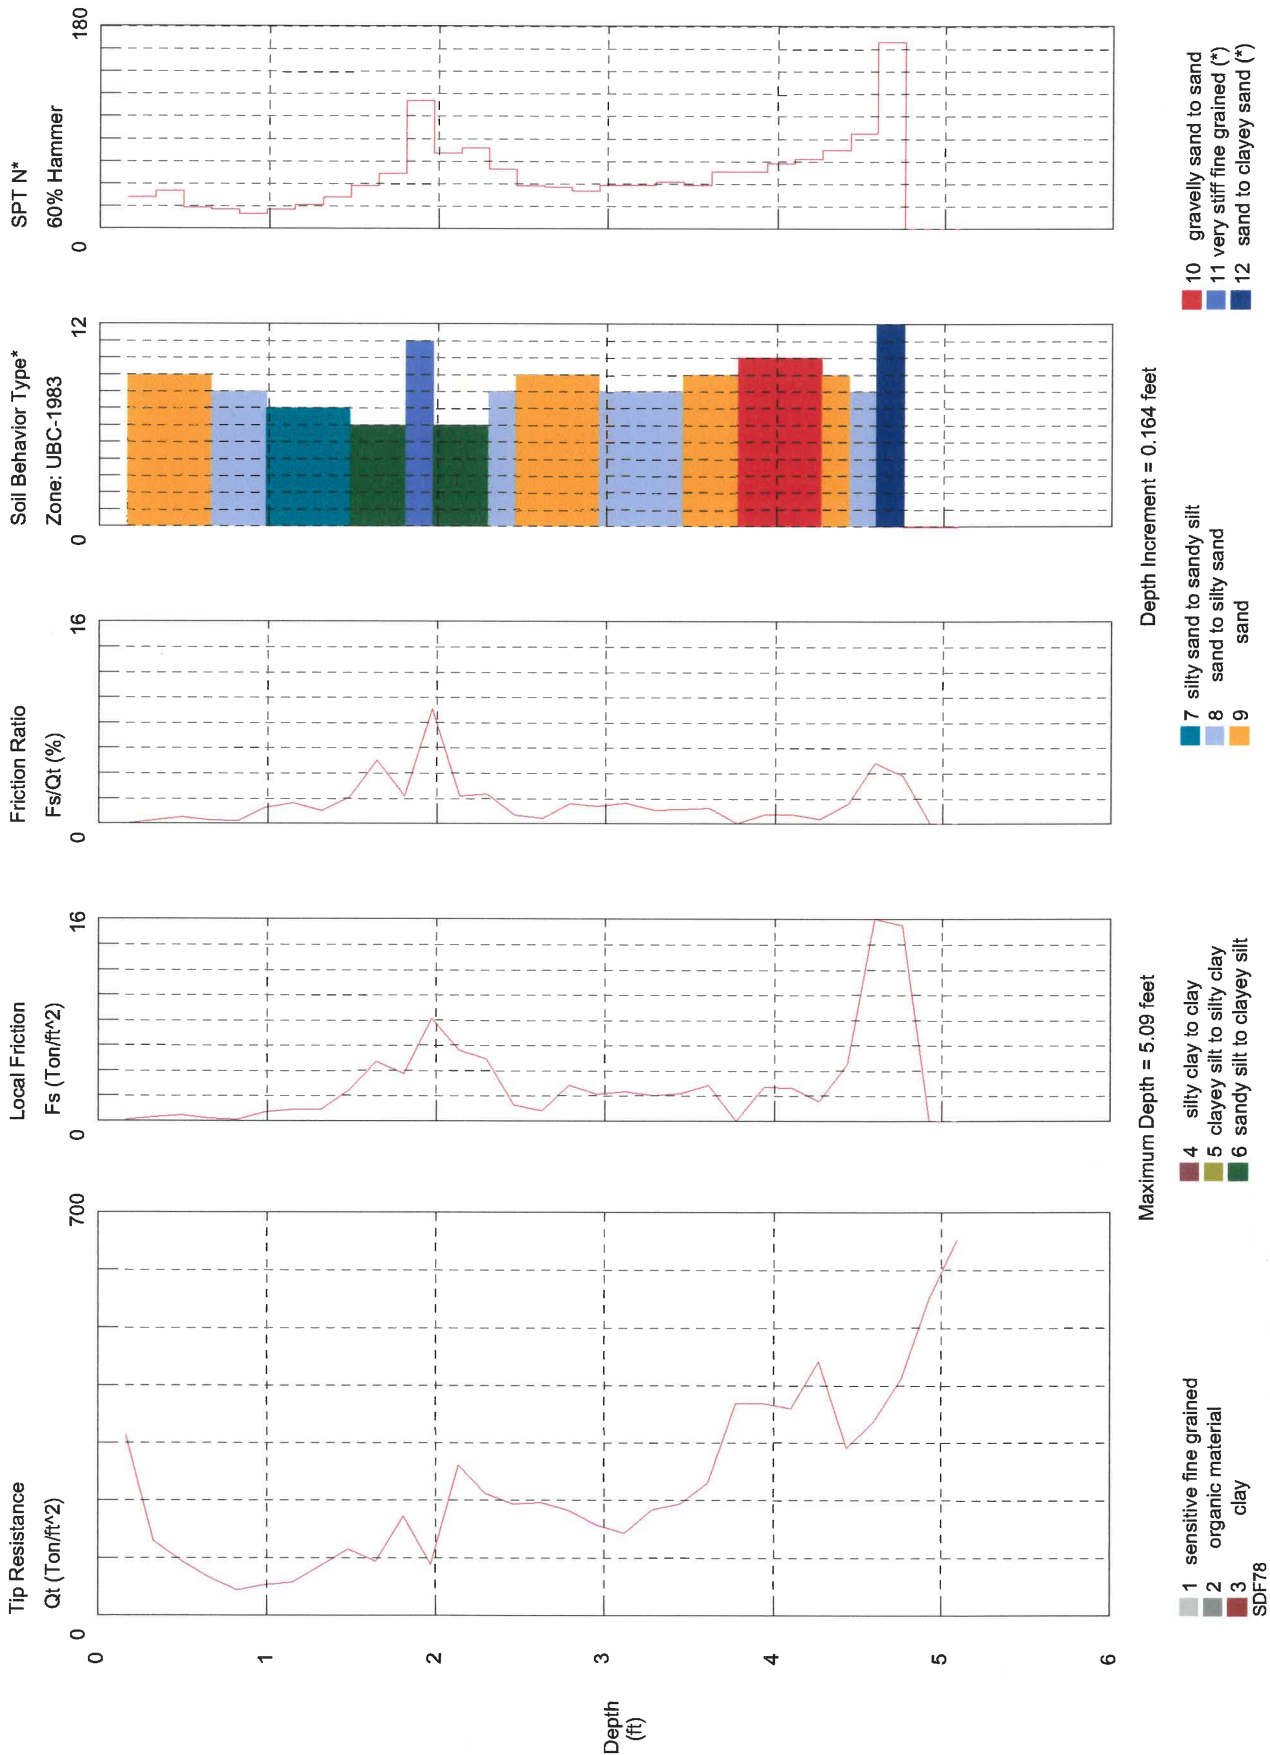 Tip Resistance
Qt (Ton/ft^2)
0
700
Local Friction
Fs (Ton/ft^2)
0
16
Friction Ratio
Fs/Qt (%)
0
16
Soil Behavior Type*
Zone: UBC-1983
0
12
SPT N*
60% Hammer
0
180
0
1
2
3
4
5
6
Depth
(ft)
Maximum Depth = 5.09 feet
Depth Increment = 0.164 feet
1 sensitive fine grained
2 organic material
3 clay
4 silty clay to clay
5 clayey silt to silty clay
6 sandy silt to clayey silt
7 silty sand to sandy silt
8 sand to silty sand
9 sand
10 gravelly sand to sand
11 very stiff fine grained (*)
12 sand to clayey sand (*)
SDF78